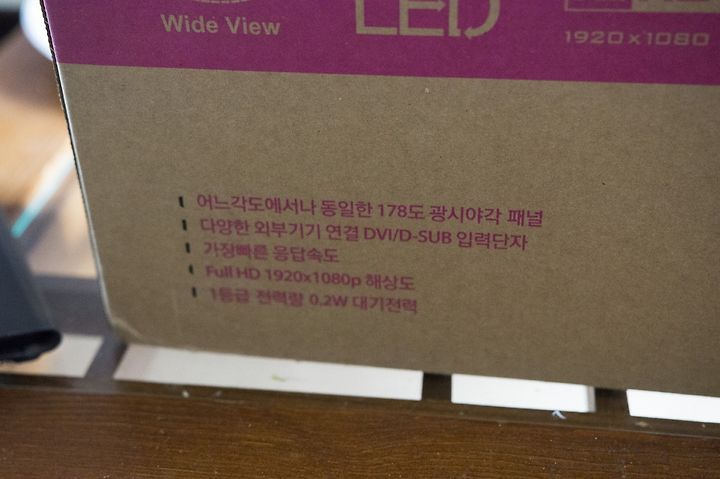 Wide View
LED
1920x1080
어느각도에서나 동일한 178도 광시야각 패널
다양한 외부기기 연결 DVI/D-SUB 입력단자
가장빠른 응답속도
Full HD 1920x1080p 해상도
1등급 전력량 0.2W 대기전력